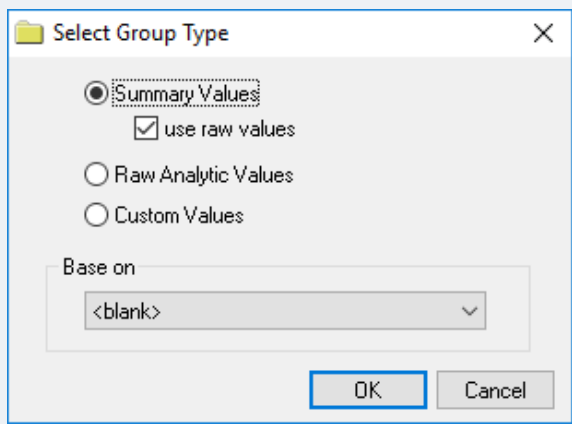 Select Group Type
Summary Values
use raw values
Raw Analytic Values
Custom Values
Base on
<blank>
OK Cancel